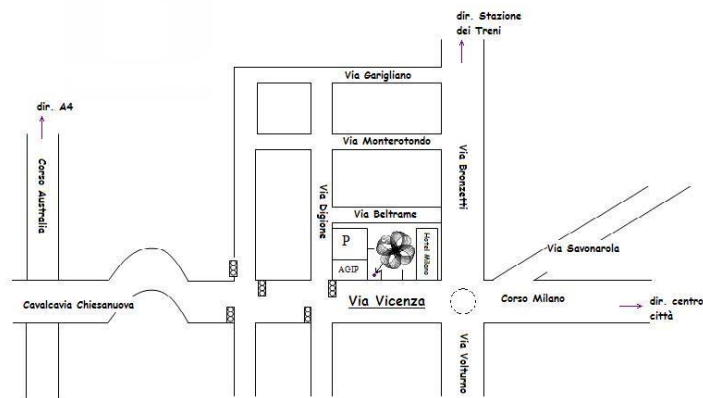 dir. Stazione
dei Treni
Via Garigliano
dir. A4
Via Monterotondo
Corso Australia
Via Digione
Via Bronzetti
Via Beltrame
P
Hotel Milano
AGIP
Via Savonarola
Cavalcavia Chiesanuova
Via Vicenza
Corso Milano
dir. centro
città
Via Volturno